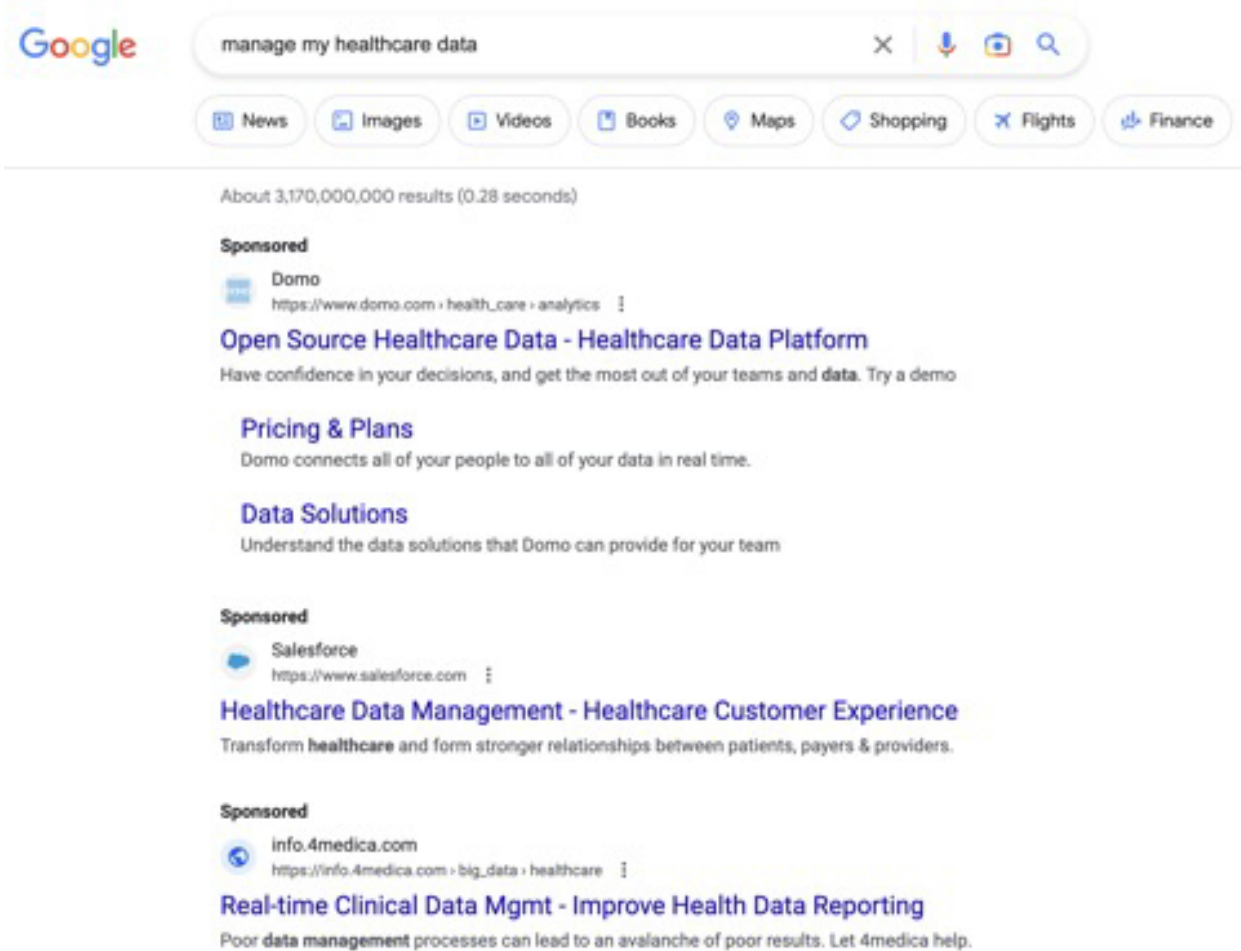 Google
manage my healthcare data
News Images Videos Books Maps Shopping Flights Finance
About 3,170,000,000 results (0.28 seconds)
Sponsored
Domo
https://www.domo.com › health_care › analytics
Open Source Healthcare Data - Healthcare Data Platform
Have confidence in your decisions, and get the most out of your teams and data. Try a demo
Pricing & Plans
Domo connects all of your people to all of your data in real time.
Data Solutions
Understand the data solutions that Domo can provide for your team
Sponsored
Salesforce
https://www.salesforce.com
Healthcare Data Management - Healthcare Customer Experience
Transform healthcare and form stronger relationships between patients, payers & providers.
Sponsored
info.4medica.com
https://info.4medica.com › big_data › healthcare
Real-time Clinical Data Mgmt - Improve Health Data Reporting
Poor data management processes can lead to an avalanche of poor results. Let 4medica help.